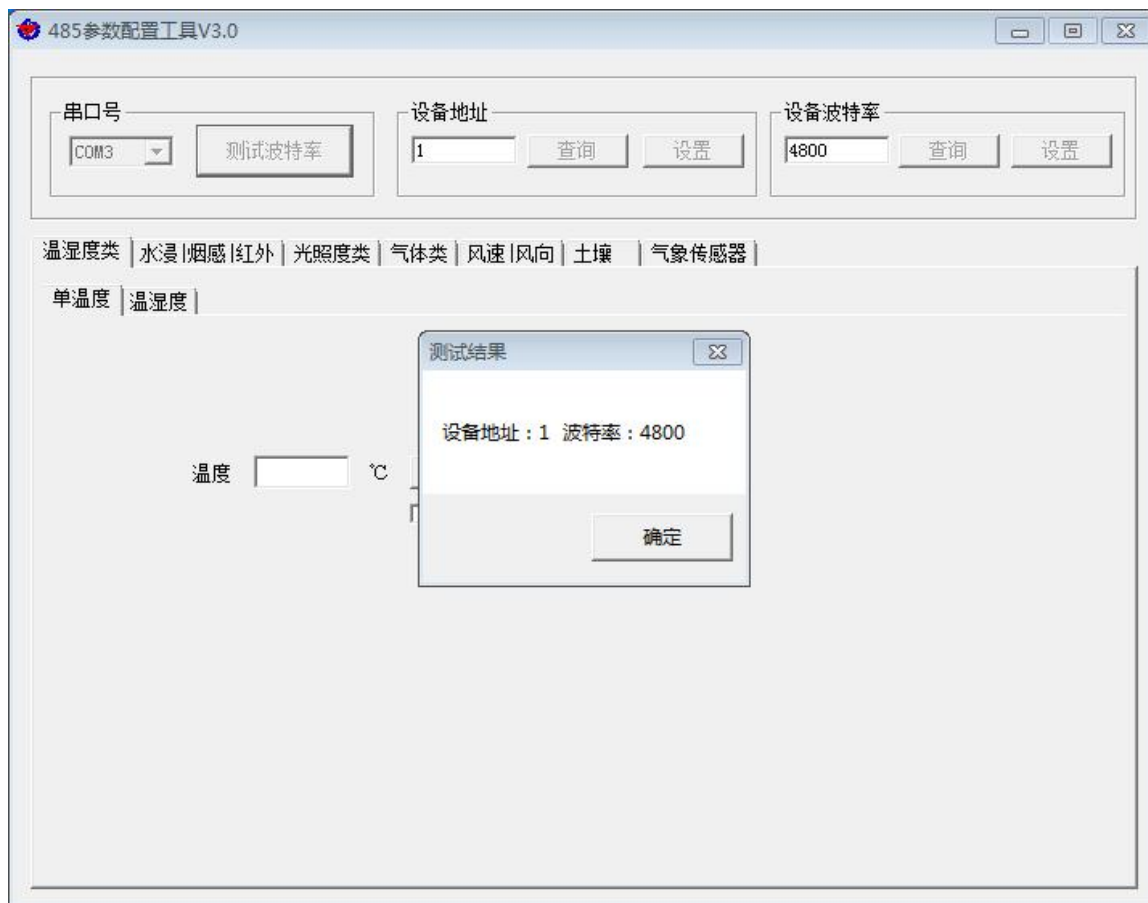 485参数配置工具V3.0
串口号
设备地址
设备波特率
COM3
测试波特率
1
查询
设置
4800
查询
设置
温湿度类
水浸|烟感|红外
光照度类
气体类
风速|风向
土壤
气象传感器
单温度
温湿度
测试结果
设备地址：1 波特率：4800
温度
℃
确定